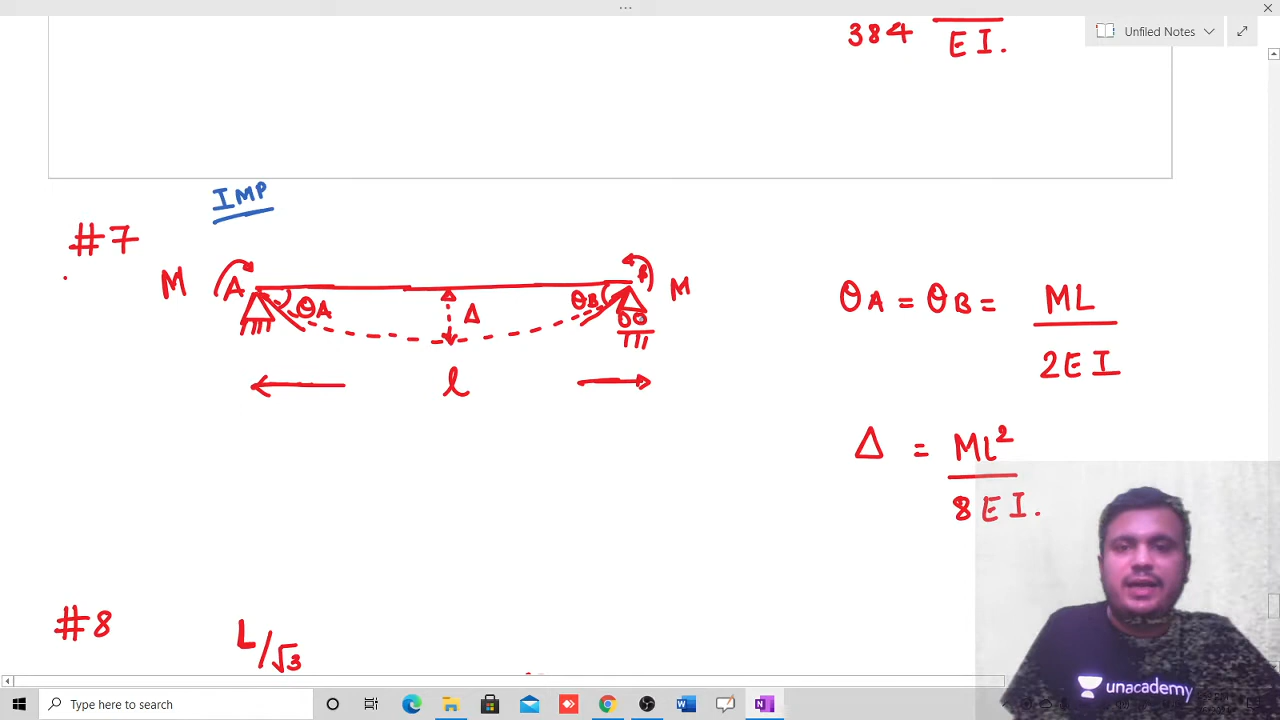 384 EI.
Unfiled Notes
IMP
#7
M A θA Δ θB B M
l
θA = θB = ML
2EI
Δ = Ml²
8EI.
#8
L/√3
unacademy
Type here to search